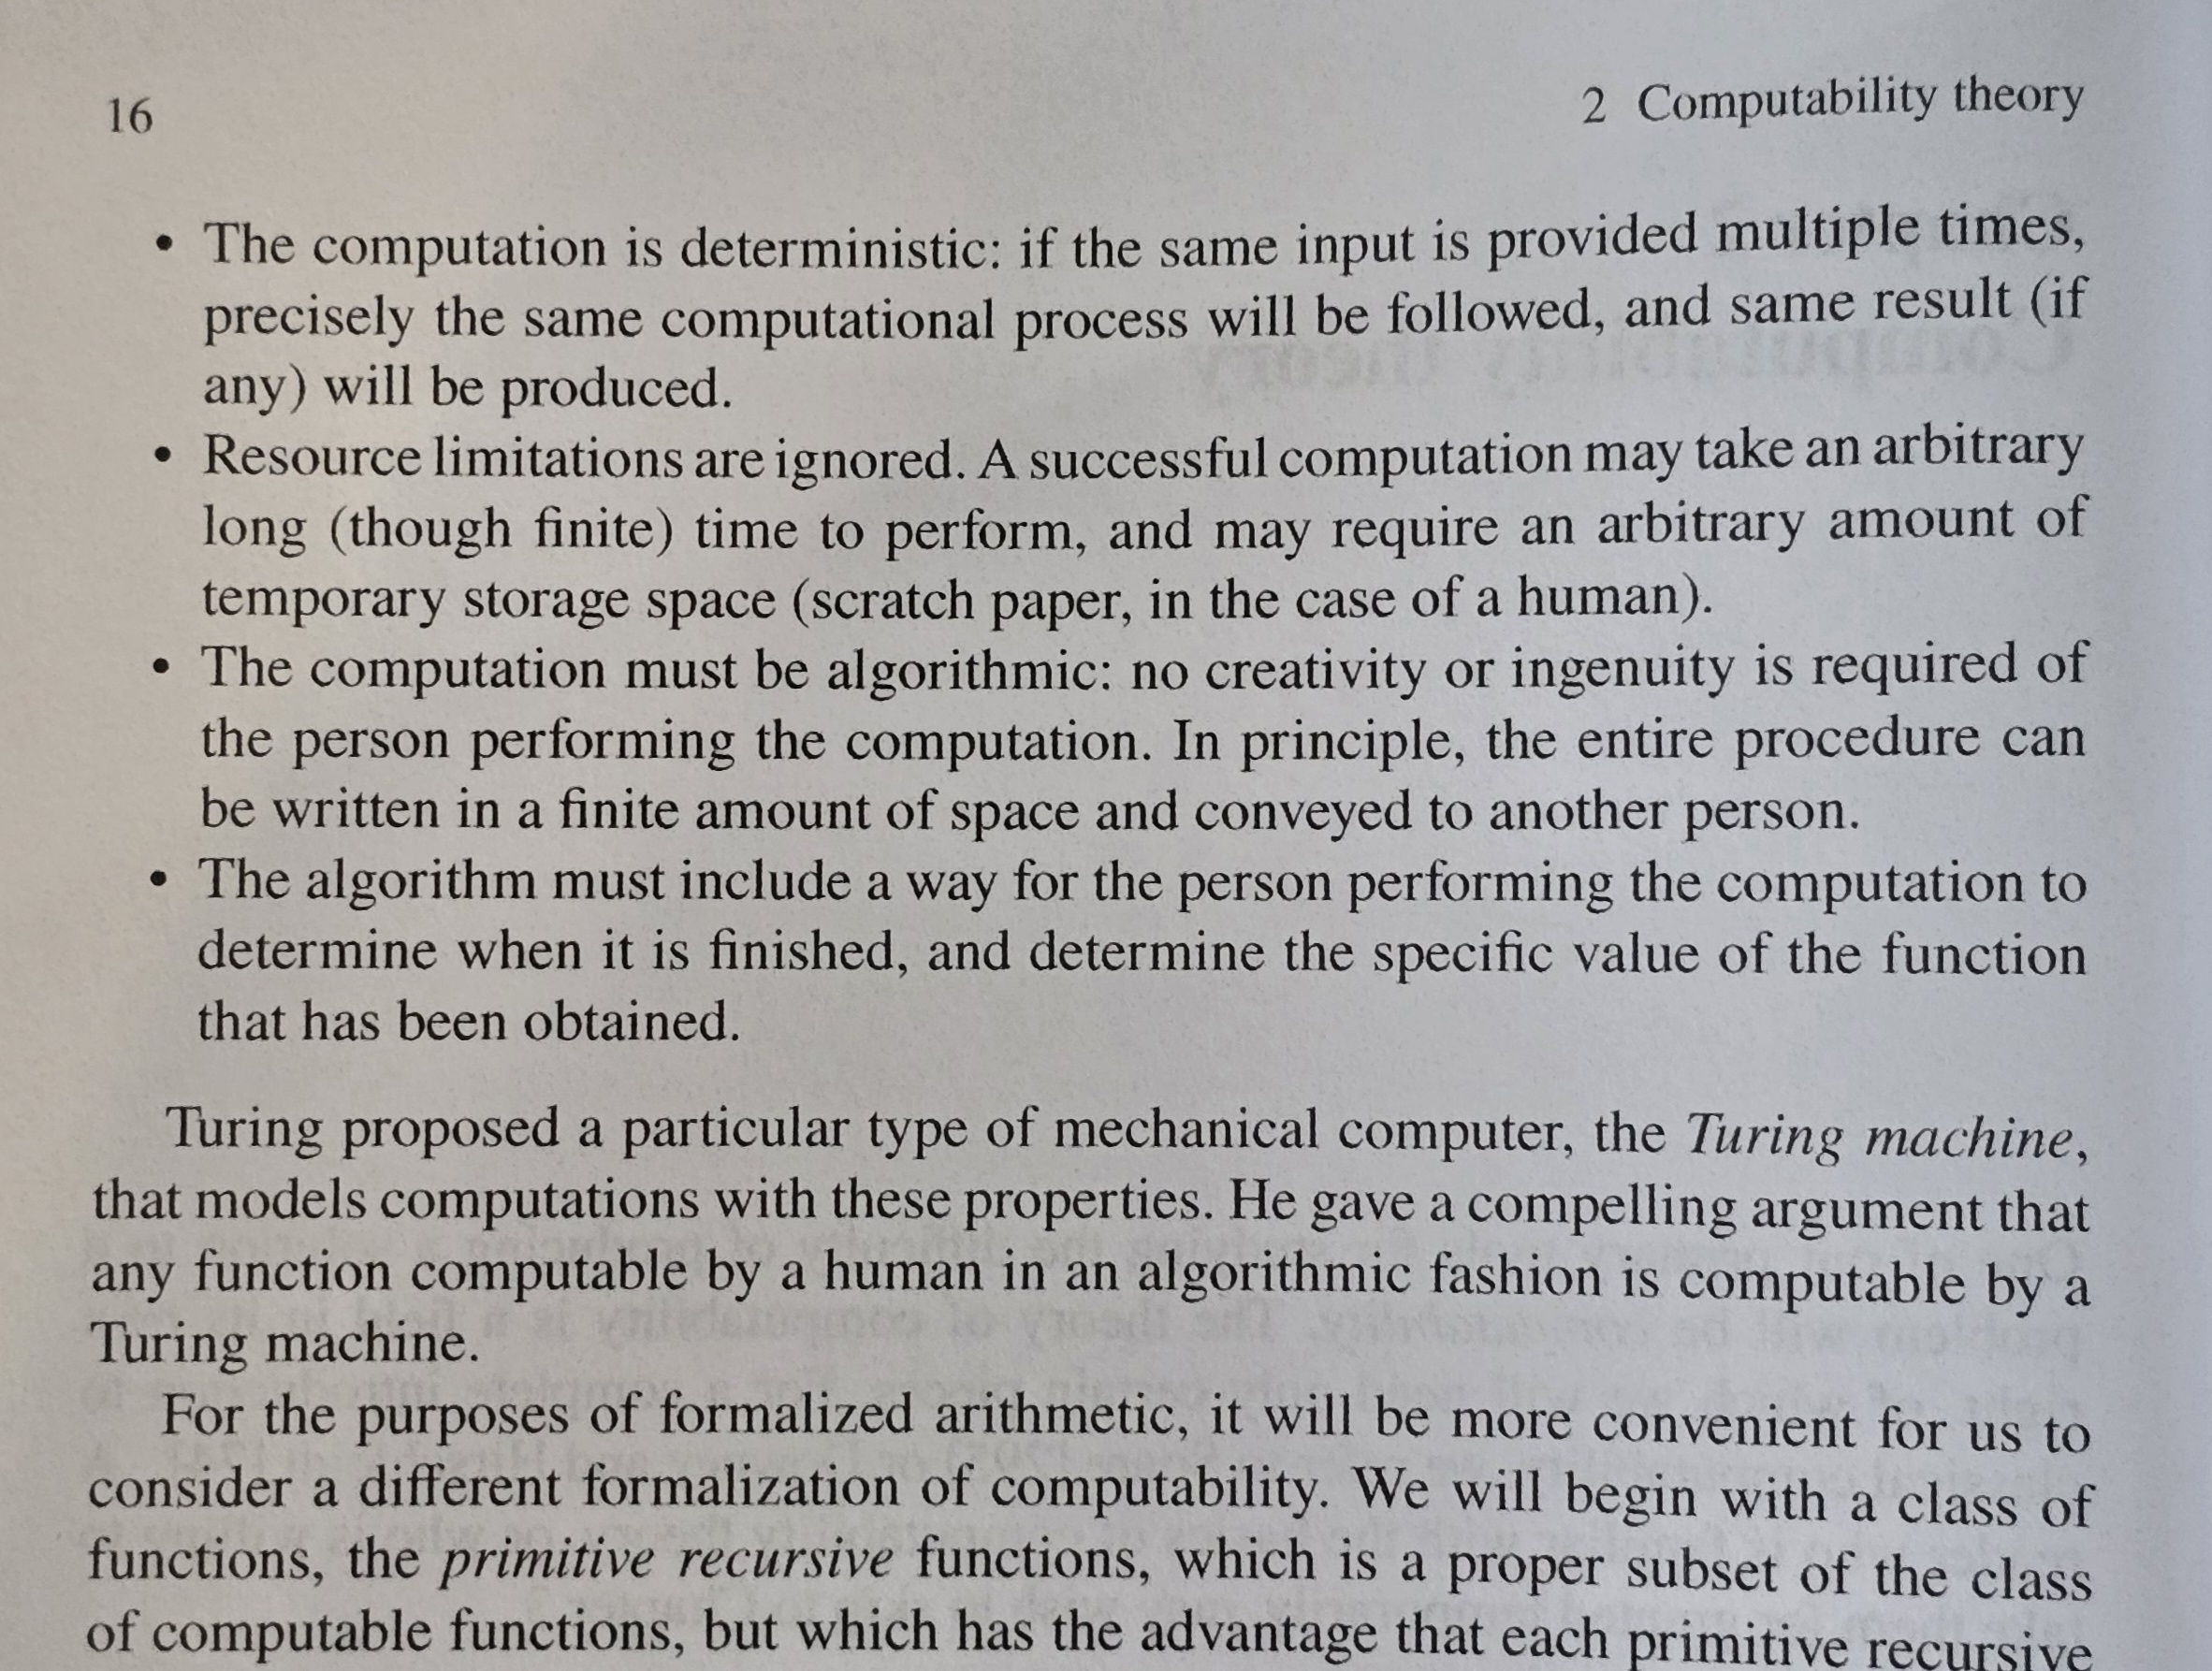 16
2 Computability theory
• The computation is deterministic: if the same input is provided multiple times,
precisely the same computational process will be followed, and same result (if
any) will be produced.
• Resource limitations are ignored. A successful computation may take an arbitrary
long (though finite) time to perform, and may require an arbitrary amount of
temporary storage space (scratch paper, in the case of a human).
• The computation must be algorithmic: no creativity or ingenuity is required of
the person performing the computation. In principle, the entire procedure can
be written in a finite amount of space and conveyed to another person.
• The algorithm must include a way for the person performing the computation to
determine when it is finished, and determine the specific value of the function
that has been obtained.
Turing proposed a particular type of mechanical computer, the Turing machine,
that models computations with these properties. He gave a compelling argument that
any function computable by a human in an algorithmic fashion is computable by a
Turing machine.
For the purposes of formalized arithmetic, it will be more convenient for us to
consider a different formalization of computability. We will begin with a class of
functions, the primitive recursive functions, which is a proper subset of the class
of computable functions, but which has the advantage that each primitive recursive